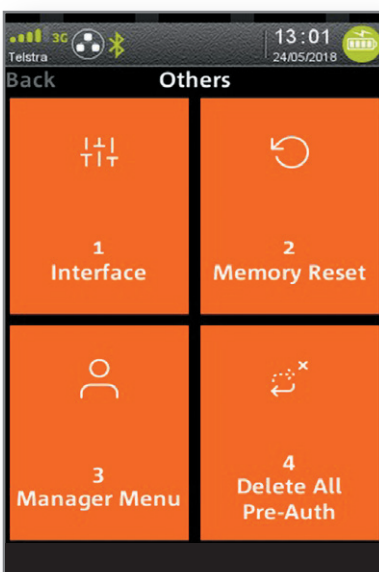 3G
13:01
Telstra
24/05/2018
Back
Others
1
Interface
2
Memory Reset
3
Manager Menu
4
Delete All
Pre-Auth